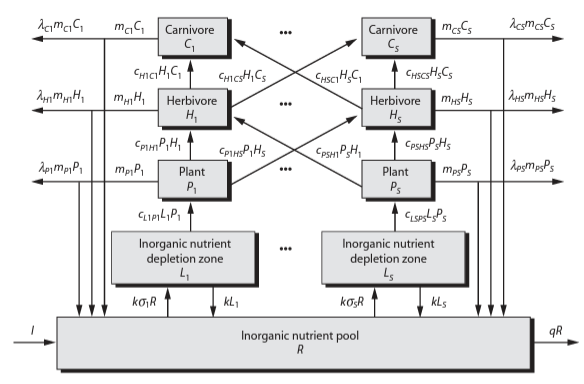 λC1mC1C1 mC1C1 Carnivore C1 ... Carnivore CS mCSCS λCSmCSCS
cH1C1H1C1 cH1CSH1CS cHSC1HSC1 cHSCSHSCS
λH1mH1H1 mH1H1 Herbivore H1 ... Herbivore HS mHSHS λHSmHSHS
cP1H1P1H1 cP1HSP1HS cPSH1PSH1 cPSHSPSHS
λP1mP1P1 mP1P1 Plant P1 ... Plant PS mPSPS λPSmPSPS
cL1P1L1P1 cLSPSLSPS
Inorganic nutrient Inorganic nutrient
depletion zone ... depletion zone
L1 LS
kσ1R kL1 kσSR kLS
I Inorganic nutrient pool qR
R